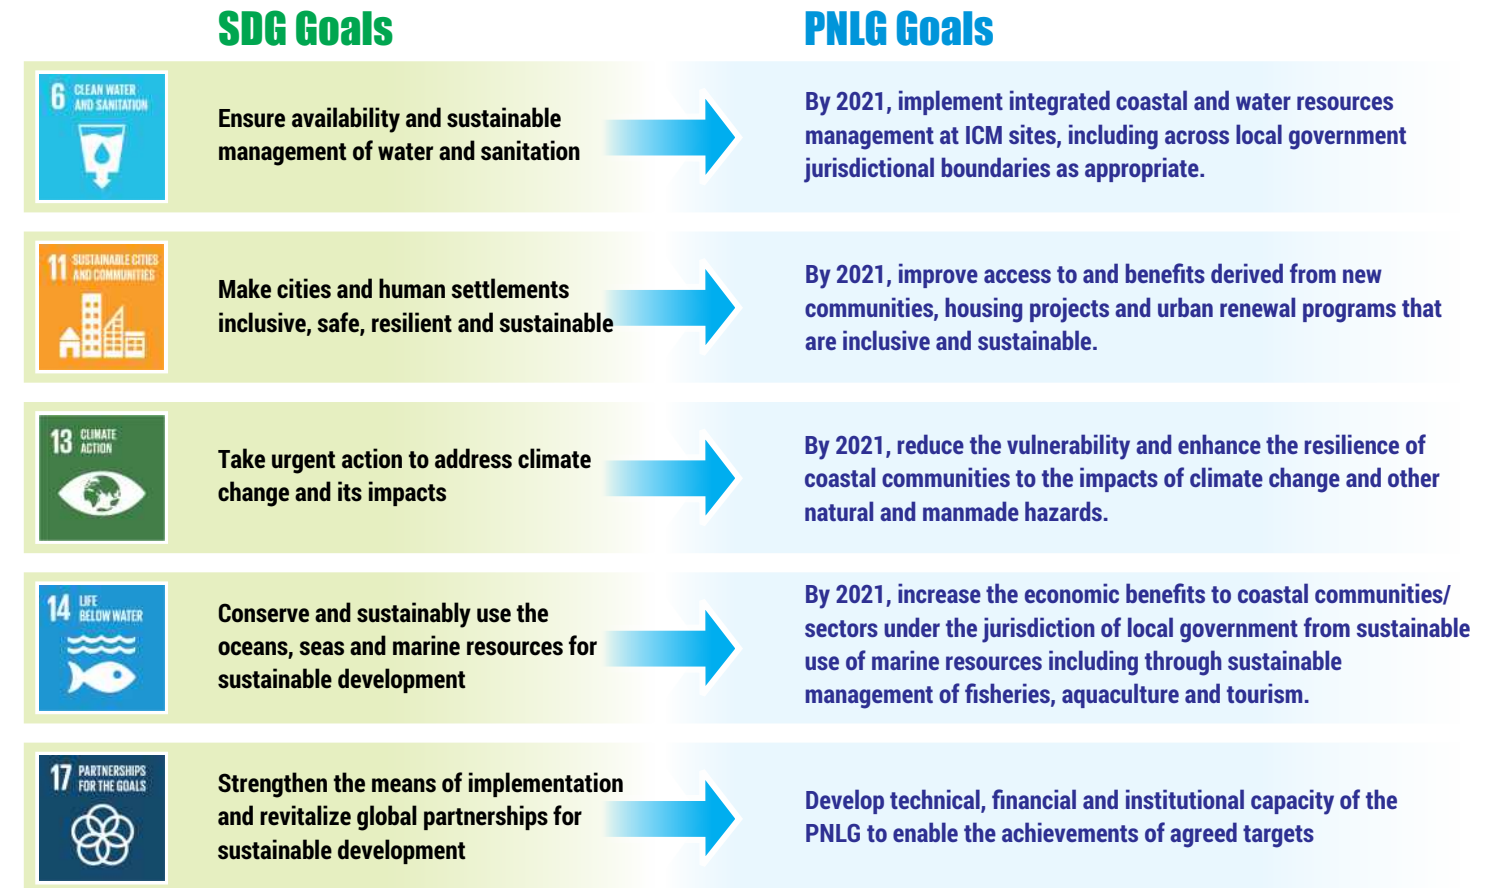 SDG Goals
PNLG Goals
6 CLEAN WATER
AND SANITATION
Ensure availability and sustainable
management of water and sanitation
By 2021, implement integrated coastal and water resources
management at ICM sites, including across local government
jurisdictional boundaries as appropriate.
11 SUSTAINABLE CITIES
AND COMMUNITIES
Make cities and human settlements
inclusive, safe, resilient and sustainable
By 2021, improve access to and benefits derived from new
communities, housing projects and urban renewal programs that
are inclusive and sustainable.
13 CLIMATE
ACTION
Take urgent action to address climate
change and its impacts
By 2021, reduce the vulnerability and enhance the resilience of
coastal communities to the impacts of climate change and other
natural and manmade hazards.
14 LIFE
BELOW WATER
Conserve and sustainably use the
oceans, seas and marine resources for
sustainable development
By 2021, increase the economic benefits to coastal communities/
sectors under the jurisdiction of local government from sustainable
use of marine resources including through sustainable
management of fisheries, aquaculture and tourism.
17 PARTNERSHIPS
FOR THE GOALS
Strengthen the means of implementation
and revitalize global partnerships for
sustainable development
Develop technical, financial and institutional capacity of the
PNLG to enable the achievements of agreed targets